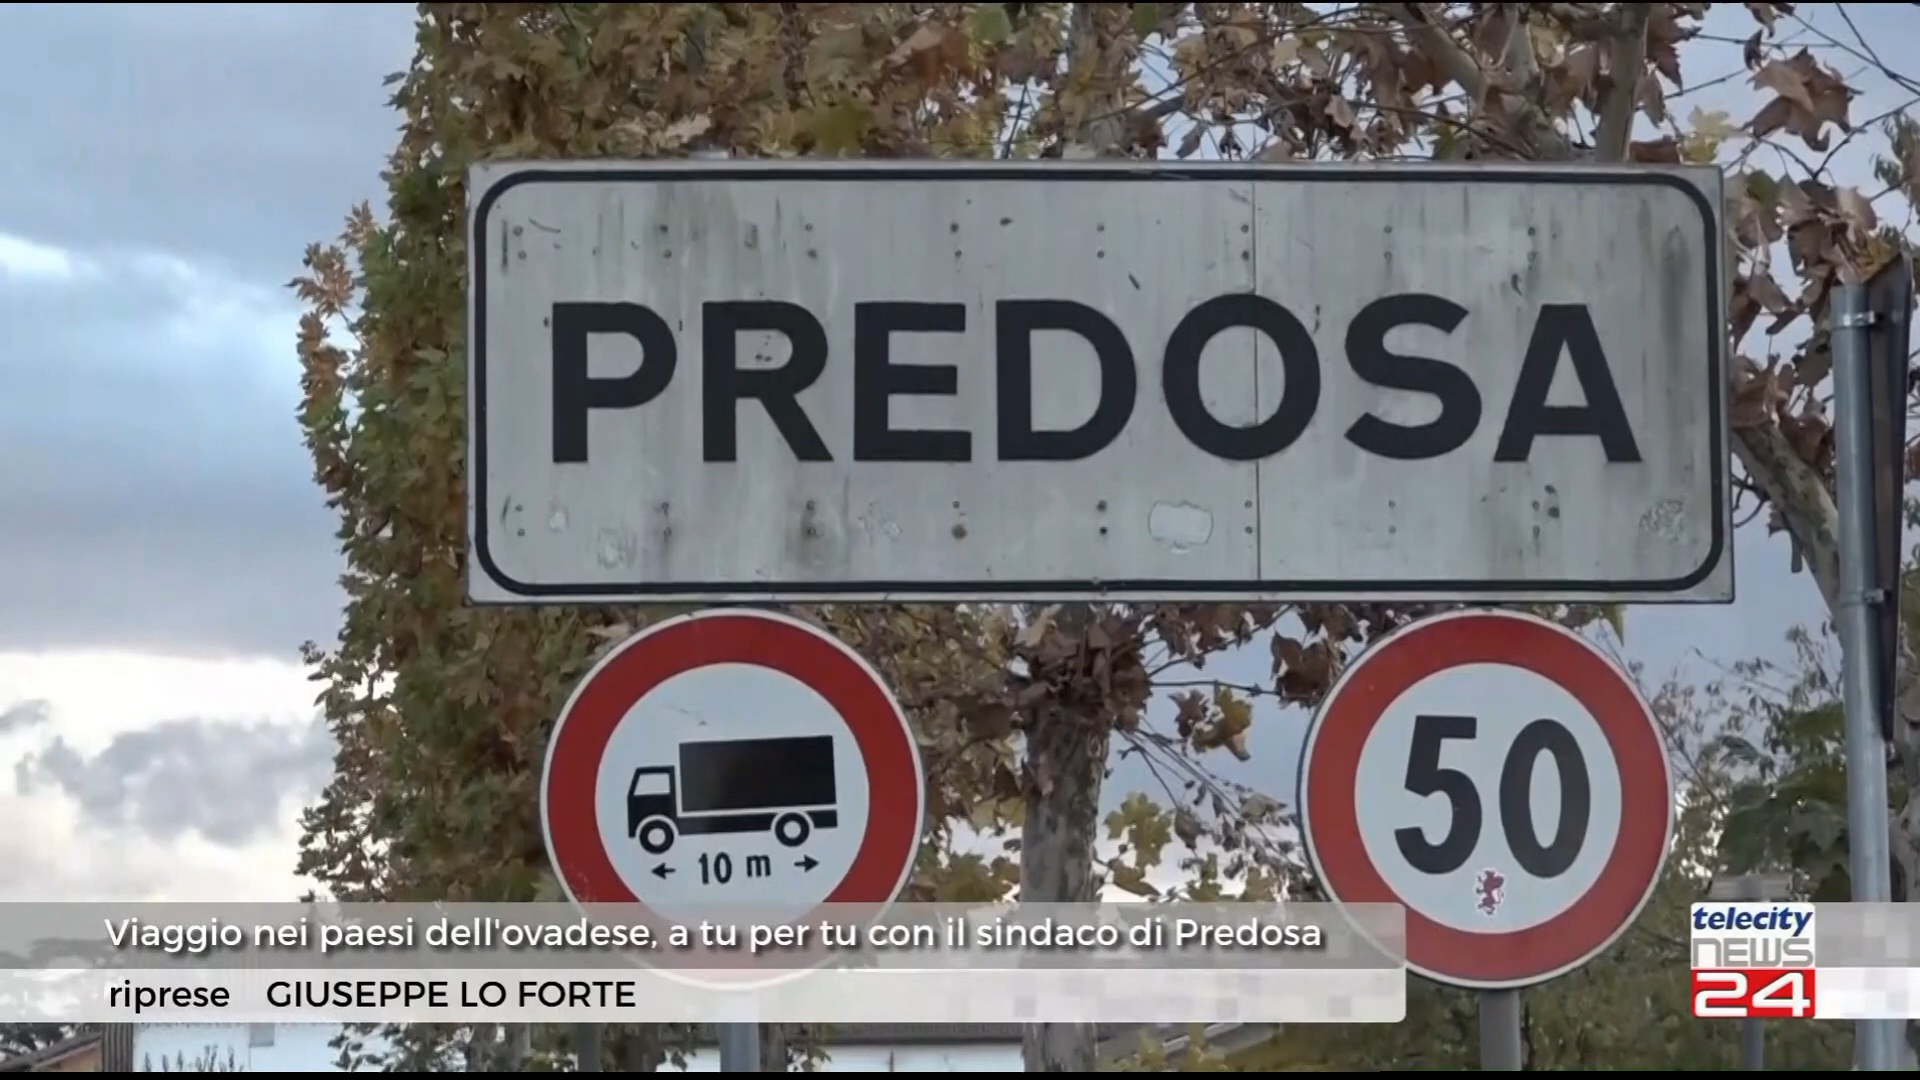 PREDOSA
10 m
50
Viaggio nei paesi dell'ovadese, a tu per tu con il sindaco di Predosa
riprese GIUSEPPE LO FORTE
telecity
NEWS
24